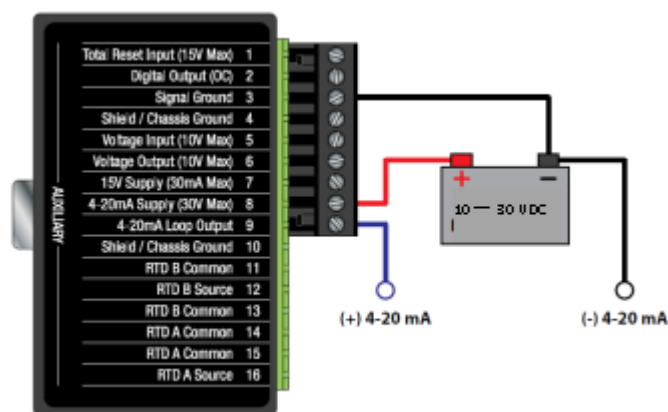 Total Reset Input (15V Max) 1
Digital Output (OC) 2
Signal Ground 3
Shield / Chassis Ground 4
Voltage Input (10V Max) 5
Voltage Output (10V Max) 6
15V Supply (30mA Max) 7
4-20mA Supply (30V Max) 8
4-20mA Loop Output 9
Shield / Chassis Ground 10
RTD B Common 11
RTD B Source 12
RTD B Common 13
RTD A Common 14
RTD A Common 15
RTD A Source 16
AUXILIARY
+ −
10 — 30 VDC
(+) 4-20 mA
(-) 4-20 mA